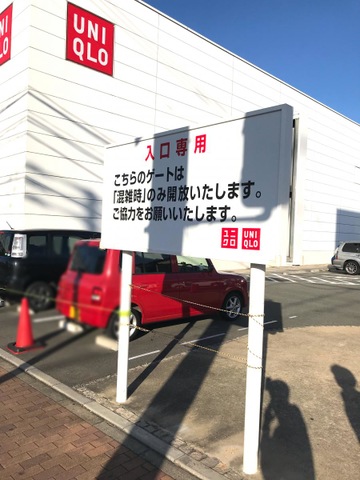 UNI
QLO
入口専用
こちらのゲートは
「混雑時」のみ開放いたします。
ご協力をお願いいたします。
ユニ
クロ
UNI
QLO